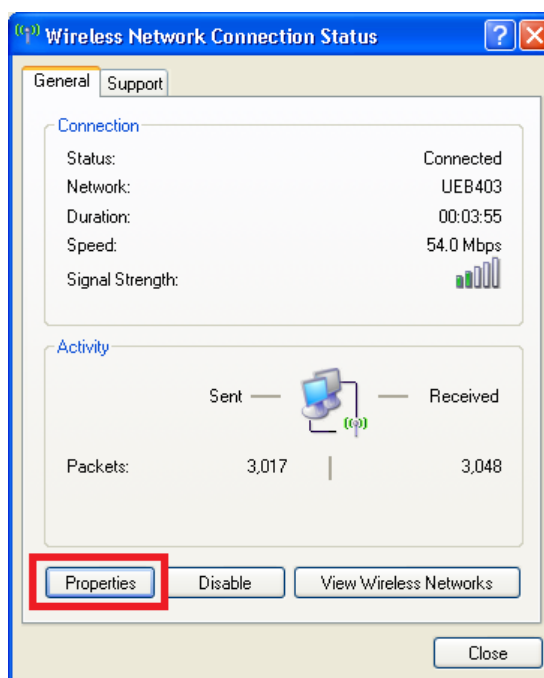 Wireless Network Connection Status
General Support
Connection
Status: Connected
Network: UEB403
Duration: 00:03:55
Speed: 54.0 Mbps
Signal Strength:
Activity
Sent Received
Packets: 3,017 3,048
Properties Disable View Wireless Networks
Close